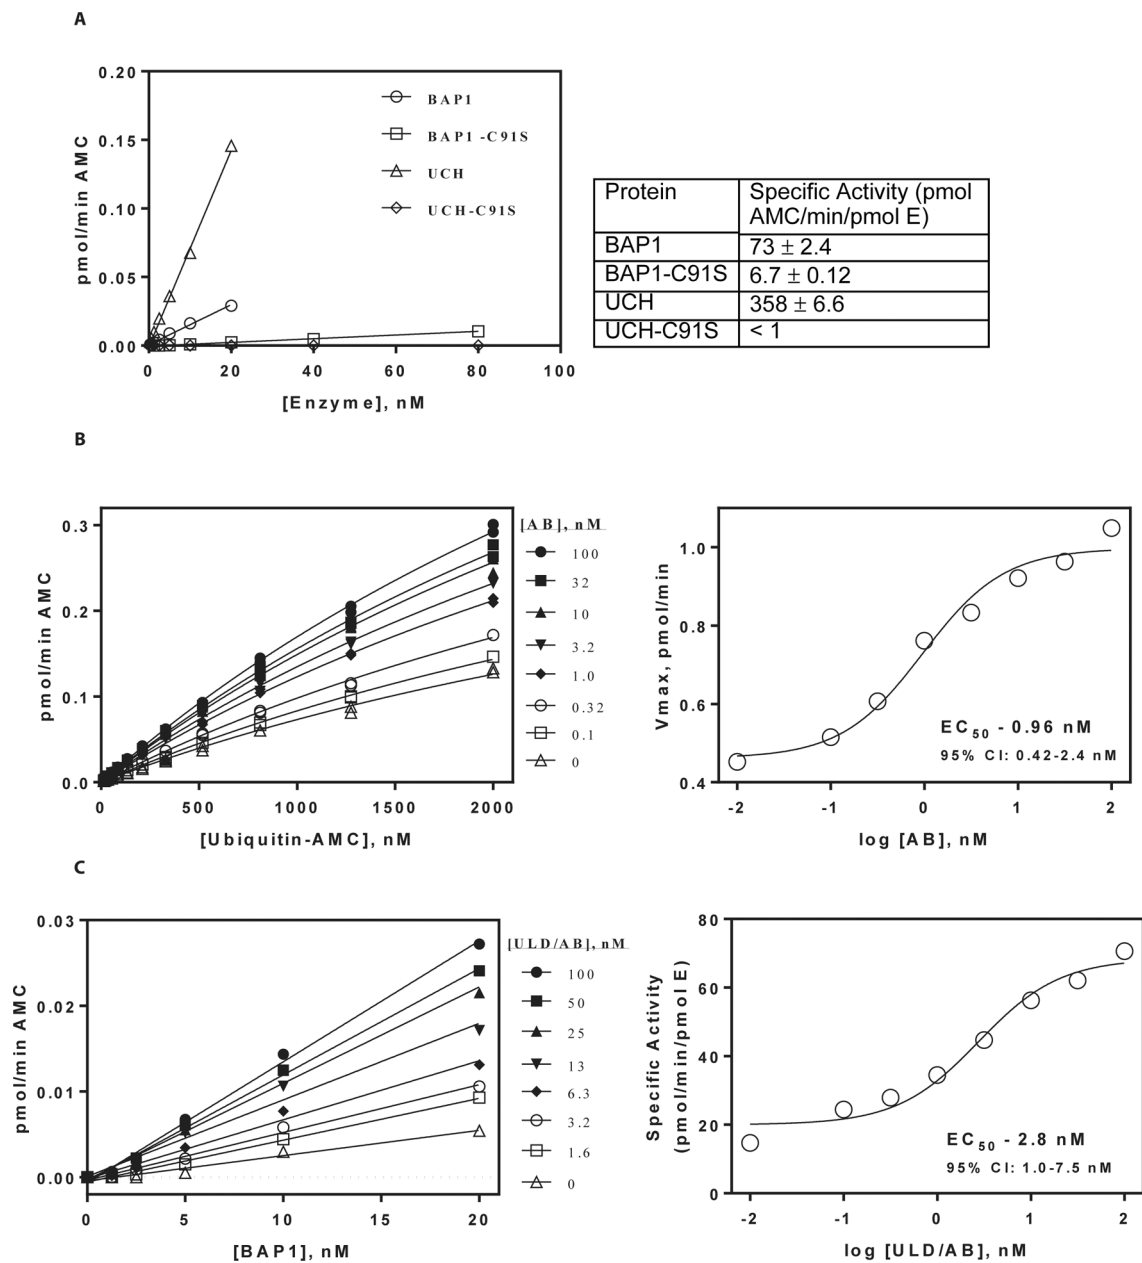 A
0.20
0.15
0.10
0.05
0.00
pmol/min AMC
0 20 40 60 80 100
[Enzyme], nM
BAP1
BAP1 -C91S
UCH
UCH-C91S
Protein Specific Activity (pmol
AMC/min/pmol E)
BAP1 73 ± 2.4
BAP1-C91S 6.7 ± 0.12
UCH 358 ± 6.6
UCH-C91S < 1
B
0.3
0.2
0.1
0.0
pmol/min AMC
0 500 1000 1500 2000
[Ubiquitin-AMC], nM
[AB], nM
100
32
10
3.2
1.0
0.32
0.1
0
1.0
0.8
0.6
0.4
Vmax, pmol/min
EC50 - 0.96 nM
95% CI: 0.42-2.4 nM
-2 -1 0 1 2
log [AB], nM
C
0.03
0.02
0.01
0.00
pmol/min AMC
0 5 10 15 20
[BAP1], nM
[ULD/AB], nM
100
50
25
13
6.3
3.2
1.6
0
80
60
40
20
0
Specific Activity
(pmol/min/pmol E)
EC50 - 2.8 nM
95% CI: 1.0-7.5 nM
-2 -1 0 1 2
log [ULD/AB], nM